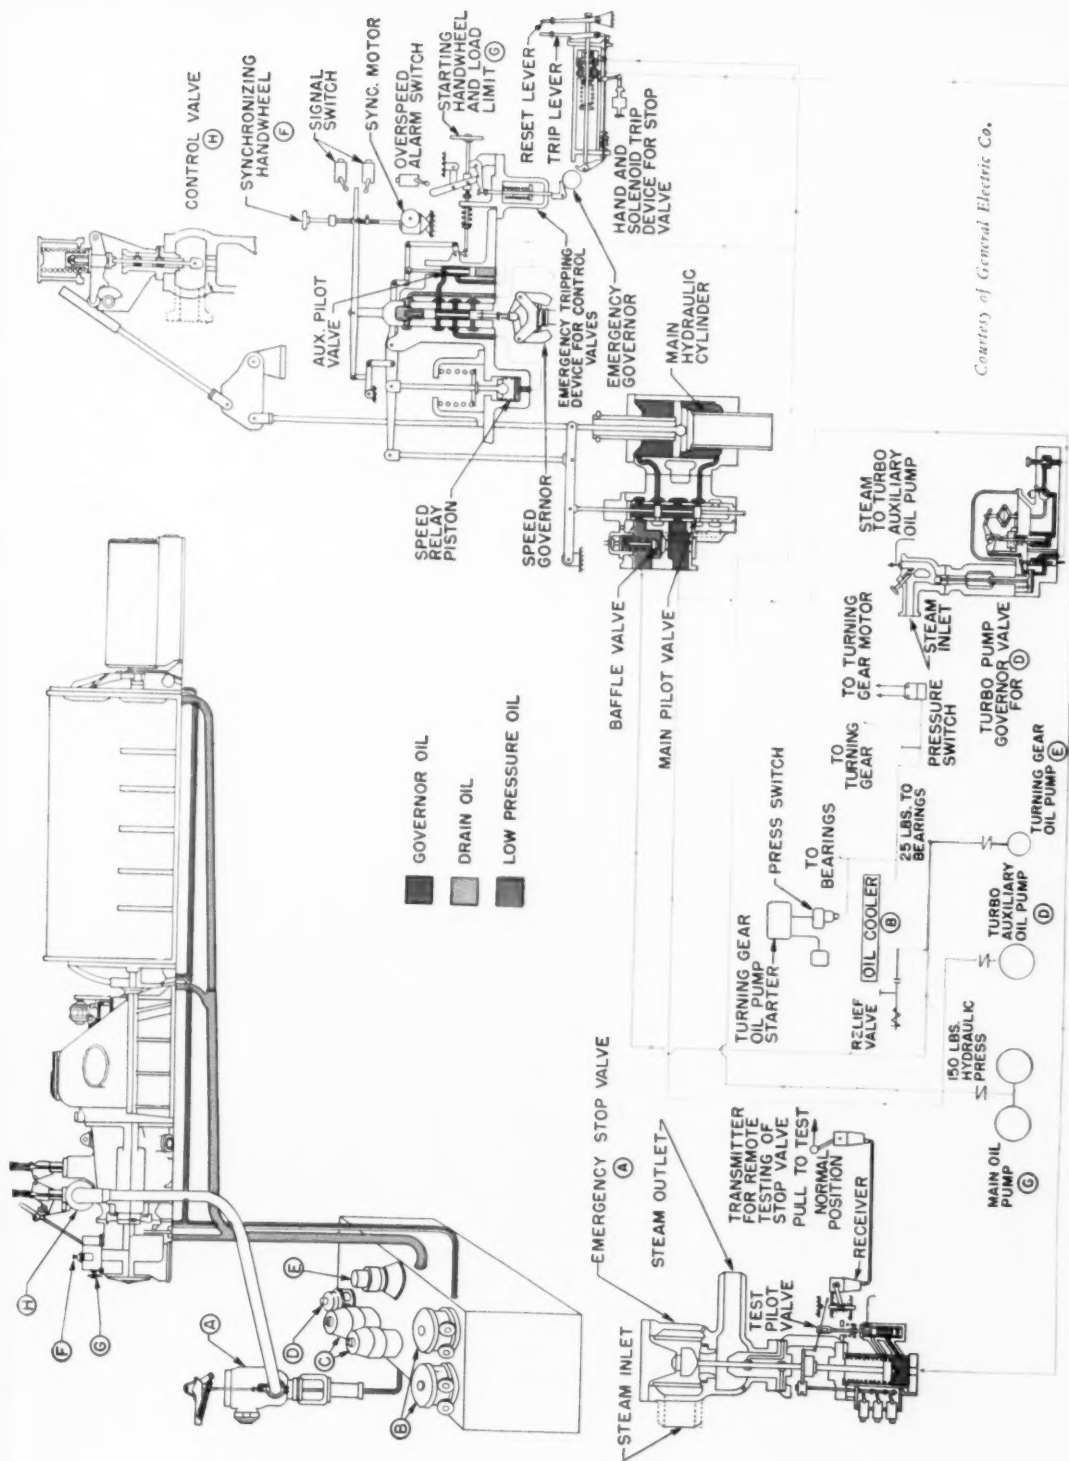 CONTROL VALVE
H
SYNCHRONIZING
HANDWHEEL
F
SIGNAL
SWITCH
SYNC. MOTOR
OVERSPEED
ALARM SWITCH
STARTING
HANDWHEEL
AND LOAD
LIMIT G
RESET LEVER
TRIP LEVER
HAND AND
SOLENOID TRIP
DEVICE FOR STOP
VALVE
AUX. PILOT
VALVE
EMERGENCY TRIPPING
DEVICE FOR CONTROL
VALVES
EMERGENCY
GOVERNOR
SPEED
RELAY
PISTON
SPEED
GOVERNOR
MAIN
HYDRAULIC
CYLINDER
Courtesy of General Electric Co.
H
F
G
A
E
D
C
B
GOVERNOR OIL
DRAIN OIL
LOW PRESSURE OIL
BAFFLE VALVE
MAIN PILOT VALVE
STEAM
TO TURBO
AUXILIARY
OIL PUMP
STEAM
INLET
TURBO PUMP
GOVERNOR VALVE
FOR D
TO TURNING
GEAR MOTOR
PRESSURE
SWITCH
TO
TURNING
GEAR
PRESS SWITCH
TO
BEARINGS
TURNING GEAR
OIL PUMP
STARTER
OIL COOLER
B
RELIEF
VALVE
25 LBS. TO
BEARINGS
TURNING GEAR
OIL PUMP E
TURBO
AUXILIARY
OIL PUMP
D
150 LBS.
HYDRAULIC
PRESS
MAIN OIL
PUMP
G
EMERGENCY STOP VALVE
A
STEAM OUTLET
STEAM INLET
TRANSMITTER
FOR REMOTE
TESTING OF
STOP VALVE
PULL TO TEST
NORMAL
POSITION
RECEIVER
TEST
PILOT
VALVE